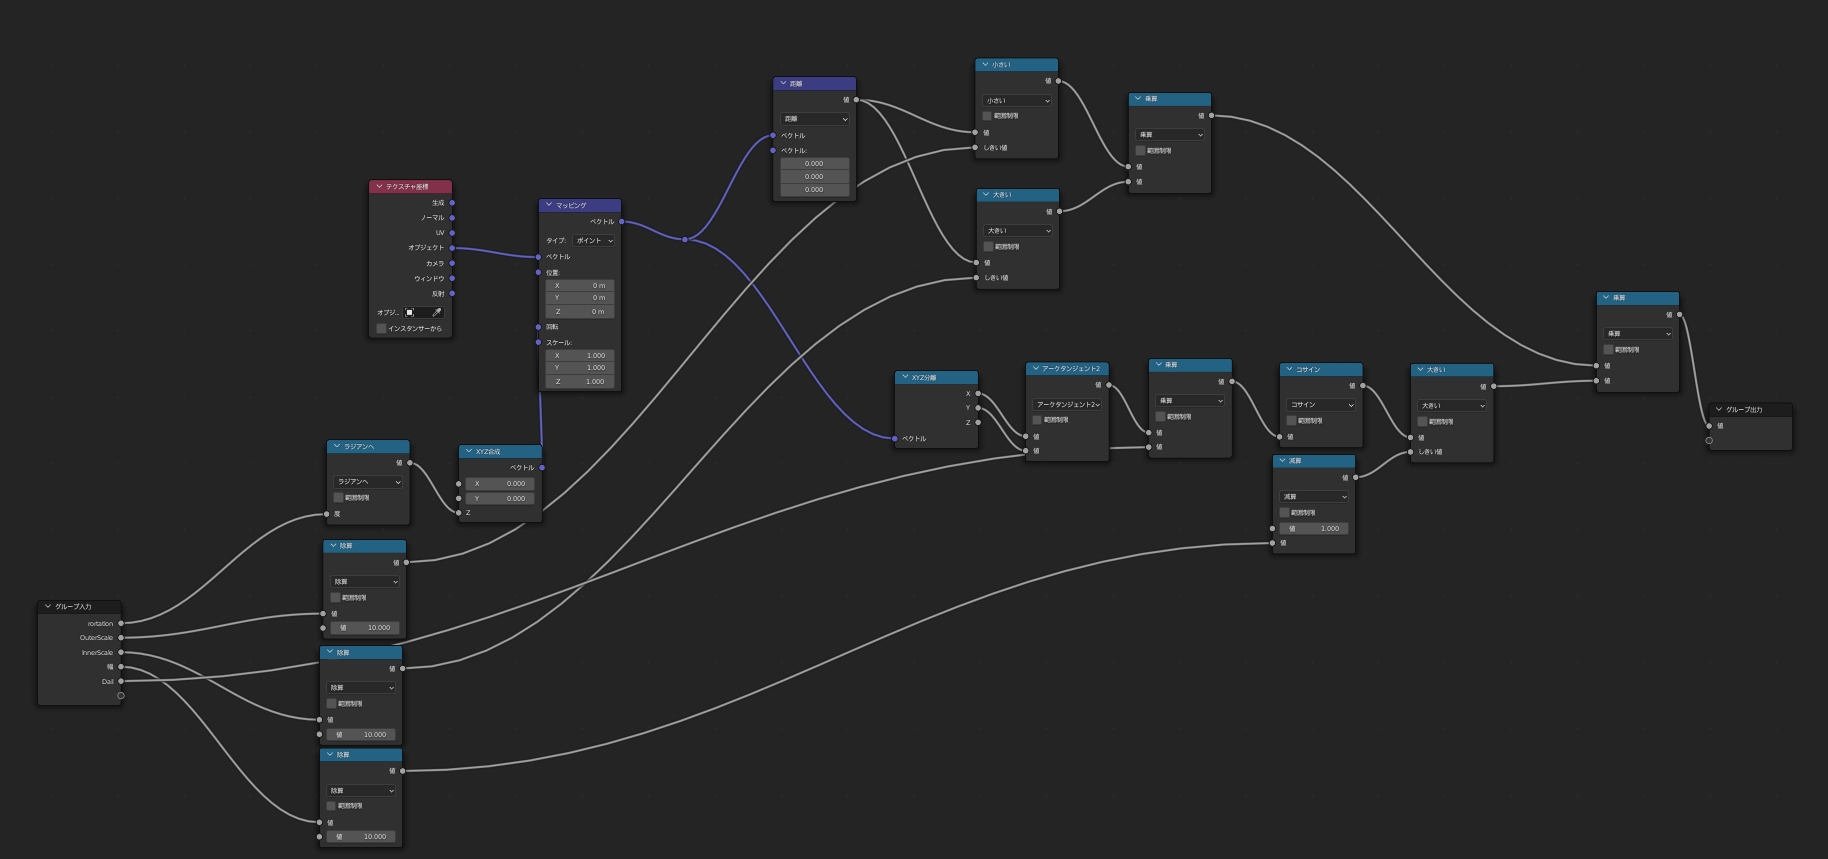 小さい
値
小さい
範囲制限
値
しきい値
距離
値
距離
ベクトル
ベクトル:
0.000
0.000
0.000
乗算
値
乗算
範囲制限
値
値
大きい
値
大きい
範囲制限
値
しきい値
テクスチャ座標
生成
ノーマル
UV
オブジェクト
カメラ
ウィンドウ
反射
オブジ..
インスタンサーから
マッピング
ベクトル
タイプ: ポイント
ベクトル
位置:
X 0 m
Y 0 m
Z 0 m
回転
スケール:
X 1.000
Y 1.000
Z 1.000
乗算
値
乗算
範囲制限
値
値
XYZ分離
X
Y
Z
ベクトル
アークタンジェント2
値
アークタンジェント2
範囲制限
値
値
乗算
値
乗算
範囲制限
値
値
コサイン
値
コサイン
範囲制限
値
大きい
値
大きい
範囲制限
値
しきい値
グループ出力
値
減算
値
減算
範囲制限
値 1.000
値
ラジアンへ
値
ラジアンへ
範囲制限
度
XYZ合成
ベクトル
X 0.000
Y 0.000
Z
除算
値
除算
範囲制限
値
値 10.000
グループ入力
rortation
OuterScale
InnerScale
幅
Dail
除算
値
除算
範囲制限
値
値 10.000
除算
値
除算
範囲制限
値
値 10.000